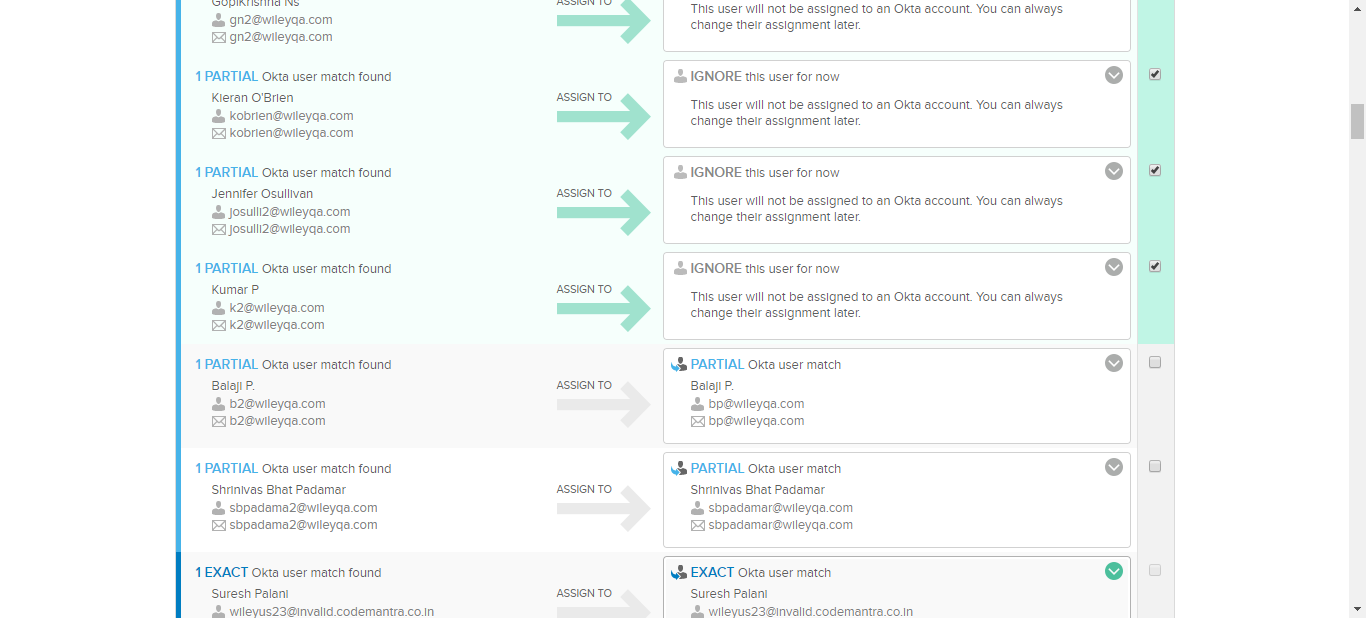 GopiKrishna Ns
gn2@wileyqa.com
gn2@wileyqa.com
ASSIGN TO
This user will not be assigned to an Okta account. You can always
change their assignment later.
1 PARTIAL Okta user match found
Kieran O'Brien
kobrien@wileyqa.com
kobrien@wileyqa.com
ASSIGN TO
IGNORE this user for now
This user will not be assigned to an Okta account. You can always
change their assignment later.
1 PARTIAL Okta user match found
Jennifer Osullivan
josulli2@wileyqa.com
josulli2@wileyqa.com
ASSIGN TO
IGNORE this user for now
This user will not be assigned to an Okta account. You can always
change their assignment later.
1 PARTIAL Okta user match found
Kumar P
k2@wileyqa.com
k2@wileyqa.com
ASSIGN TO
IGNORE this user for now
This user will not be assigned to an Okta account. You can always
change their assignment later.
1 PARTIAL Okta user match found
Balaji P.
b2@wileyqa.com
b2@wileyqa.com
ASSIGN TO
PARTIAL Okta user match
Balaji P.
bp@wileyqa.com
bp@wileyqa.com
1 PARTIAL Okta user match found
Shrinivas Bhat Padamar
sbpadama2@wileyqa.com
sbpadama2@wileyqa.com
ASSIGN TO
PARTIAL Okta user match
Shrinivas Bhat Padamar
sbpadamar@wileyqa.com
sbpadamar@wileyqa.com
1 EXACT Okta user match found
Suresh Palani
wileyus23@invalid.codemantra.co.in
ASSIGN TO
EXACT Okta user match
Suresh Palani
wileyus23@invalid.codemantra.co.in